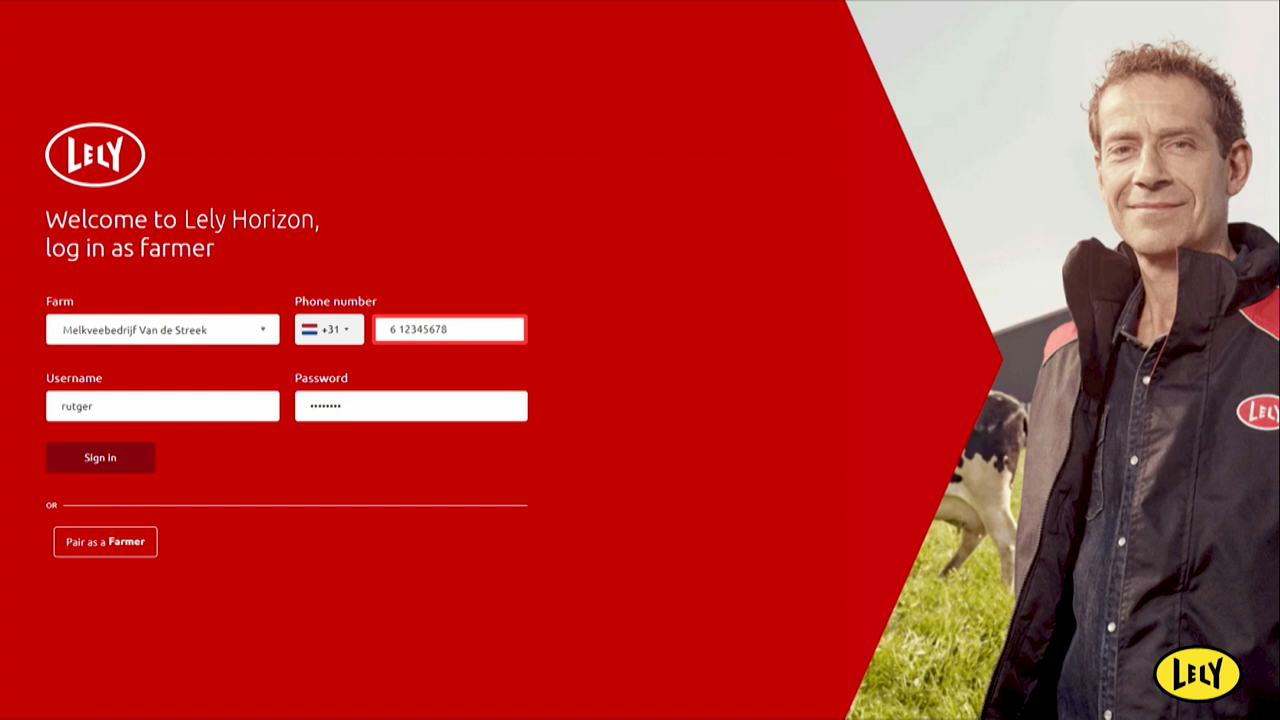 LELY
Welcome to Lely Horizon,
log in as farmer
Farm
Phone number
Melkveebedrijf Van de Streek
+31
6 12345678
Username
Password
rutger
••••••••
Sign in
OR
Pair as a Farmer
LELY
LELY